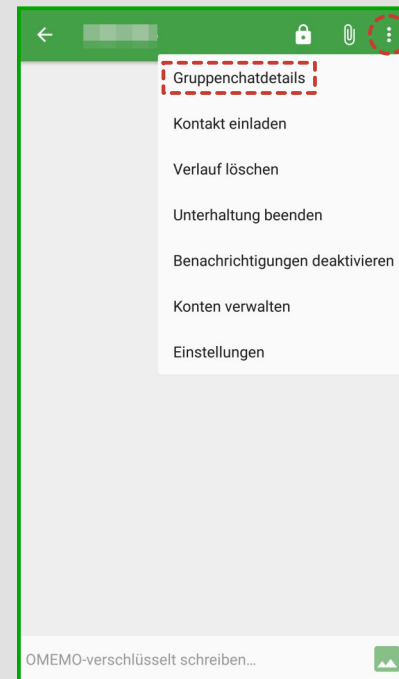 Gruppenchatdetails
Kontakt einladen
Verlauf löschen
Unterhaltung beenden
Benachrichtigungen deaktivieren
Konten verwalten
Einstellungen
OMEMO-verschlüsselt schreiben...